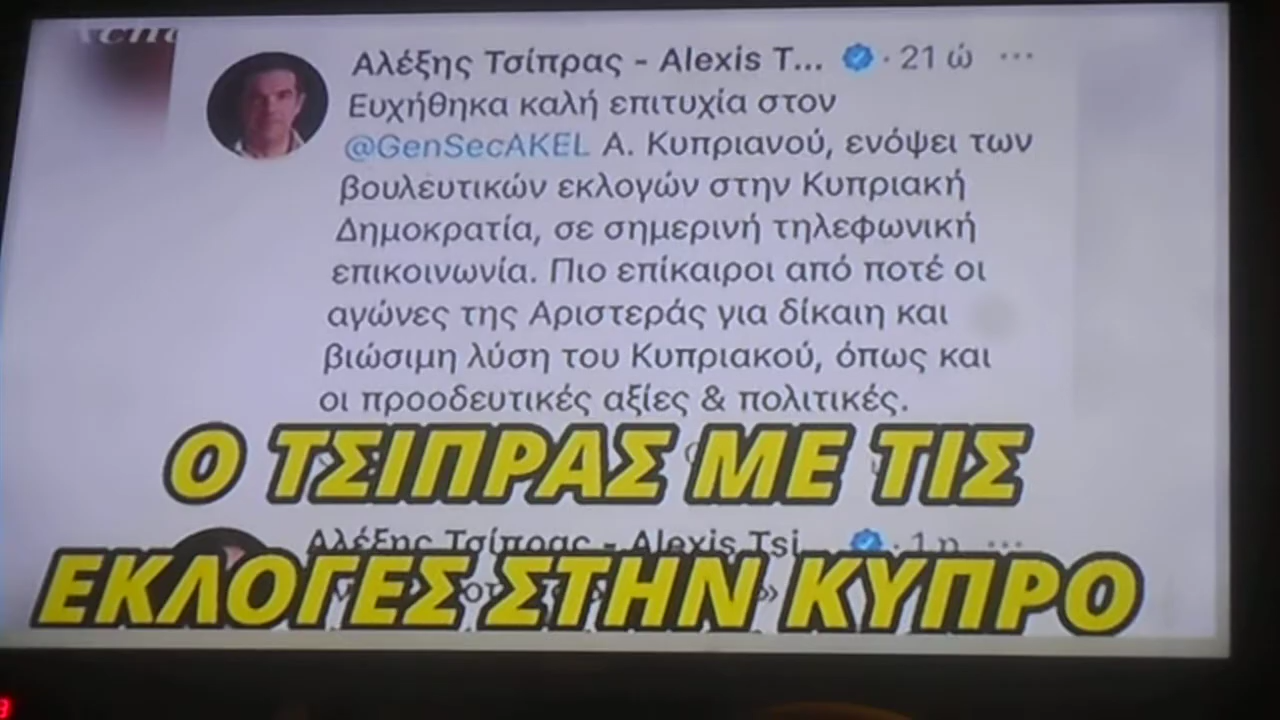 Αλέξης Τσίπρας - Alexis T... · 21 ώ ...
Ευχήθηκα καλή επιτυχία στον
@GenSecAKEL Α. Κυπριανού, ενόψει των
βουλευτικών εκλογών στην Κυπριακή
Δημοκρατία, σε σημερινή τηλεφωνική
επικοινωνία. Πιο επίκαιροι από ποτέ οι
αγώνες της Αριστεράς για δίκαιη και
βιώσιμη λύση του Κυπριακού, όπως και
οι προοδευτικές αξίες & πολιτικές.
Ο ΤΣΙΠΡΑΣ ΜΕ ΤΙΣ
Αλέξης Τσίπρας - Alexis Tsi... · 1 η ...
ΕΚΛΟΓΕΣ ΣΤΗΝ ΚΥΠΡΟ